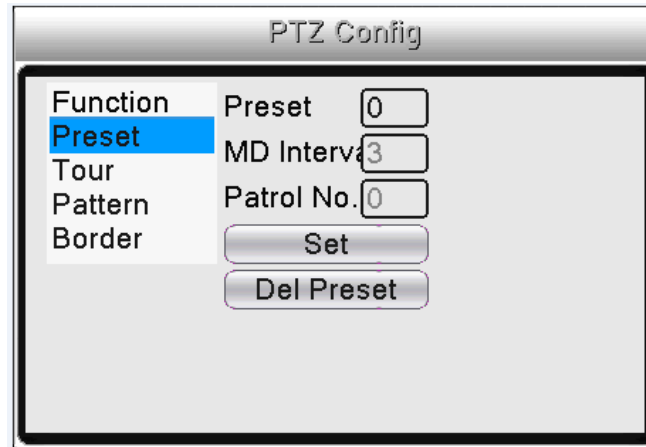 PTZ Config
Function
Preset
Tour
Pattern
Border
Preset 0
MD Interva 3
Patrol No. 0
Set
Del Preset